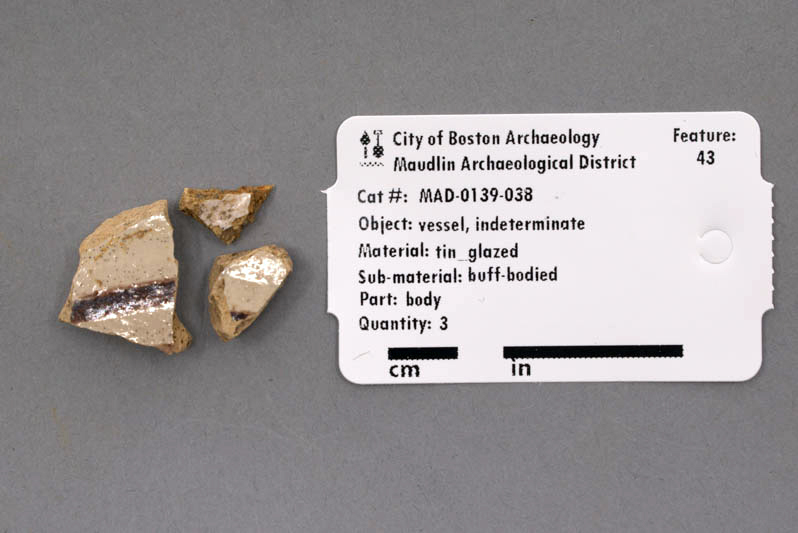 City of Boston Archaeology
Maudlin Archaeological District
Feature:
43
Cat #: MAD-0139-038
Object: vessel, indeterminate
Material: tin_glazed
Sub-material: buff-bodied
Part: body
Quantity: 3
cm in